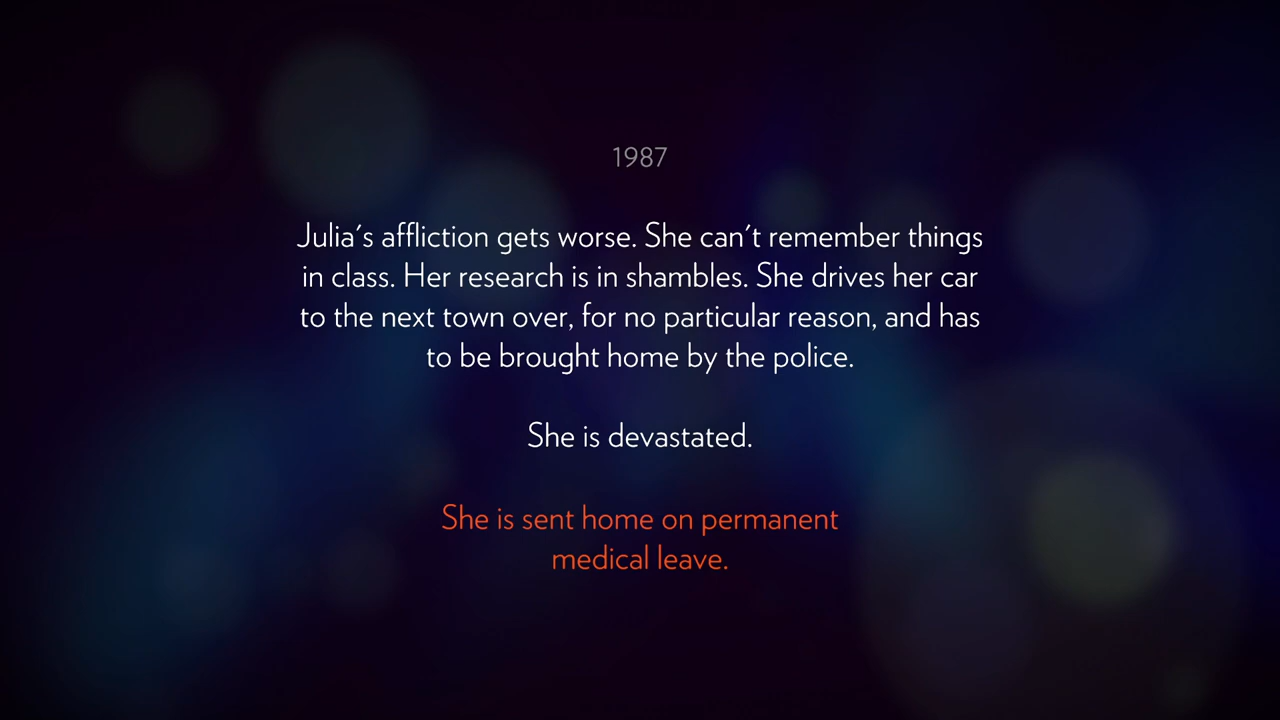 1987
Julia's affliction gets worse. She can't remember things
in class. Her research is in shambles. She drives her car
to the next town over, for no particular reason, and has
to be brought home by the police.
She is devastated.
She is sent home on permanent
medical leave.